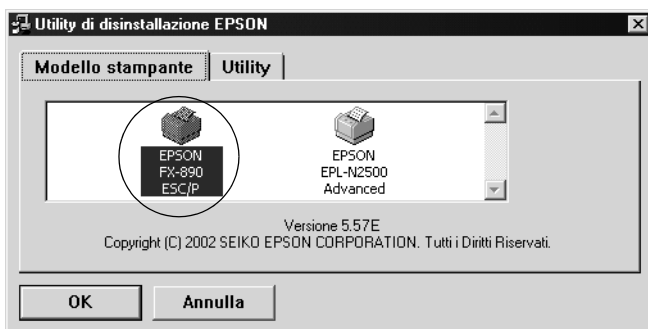 Utility di disinstallazione EPSON
Modello stampante
Utility
EPSON
FX-890
ESC/P
EPSON
EPL-N2500
Advanced
Versione 5.57E
Copyright (C) 2002 SEIKO EPSON CORPORATION. Tutti i Diritti Riservati.
OK
Annulla